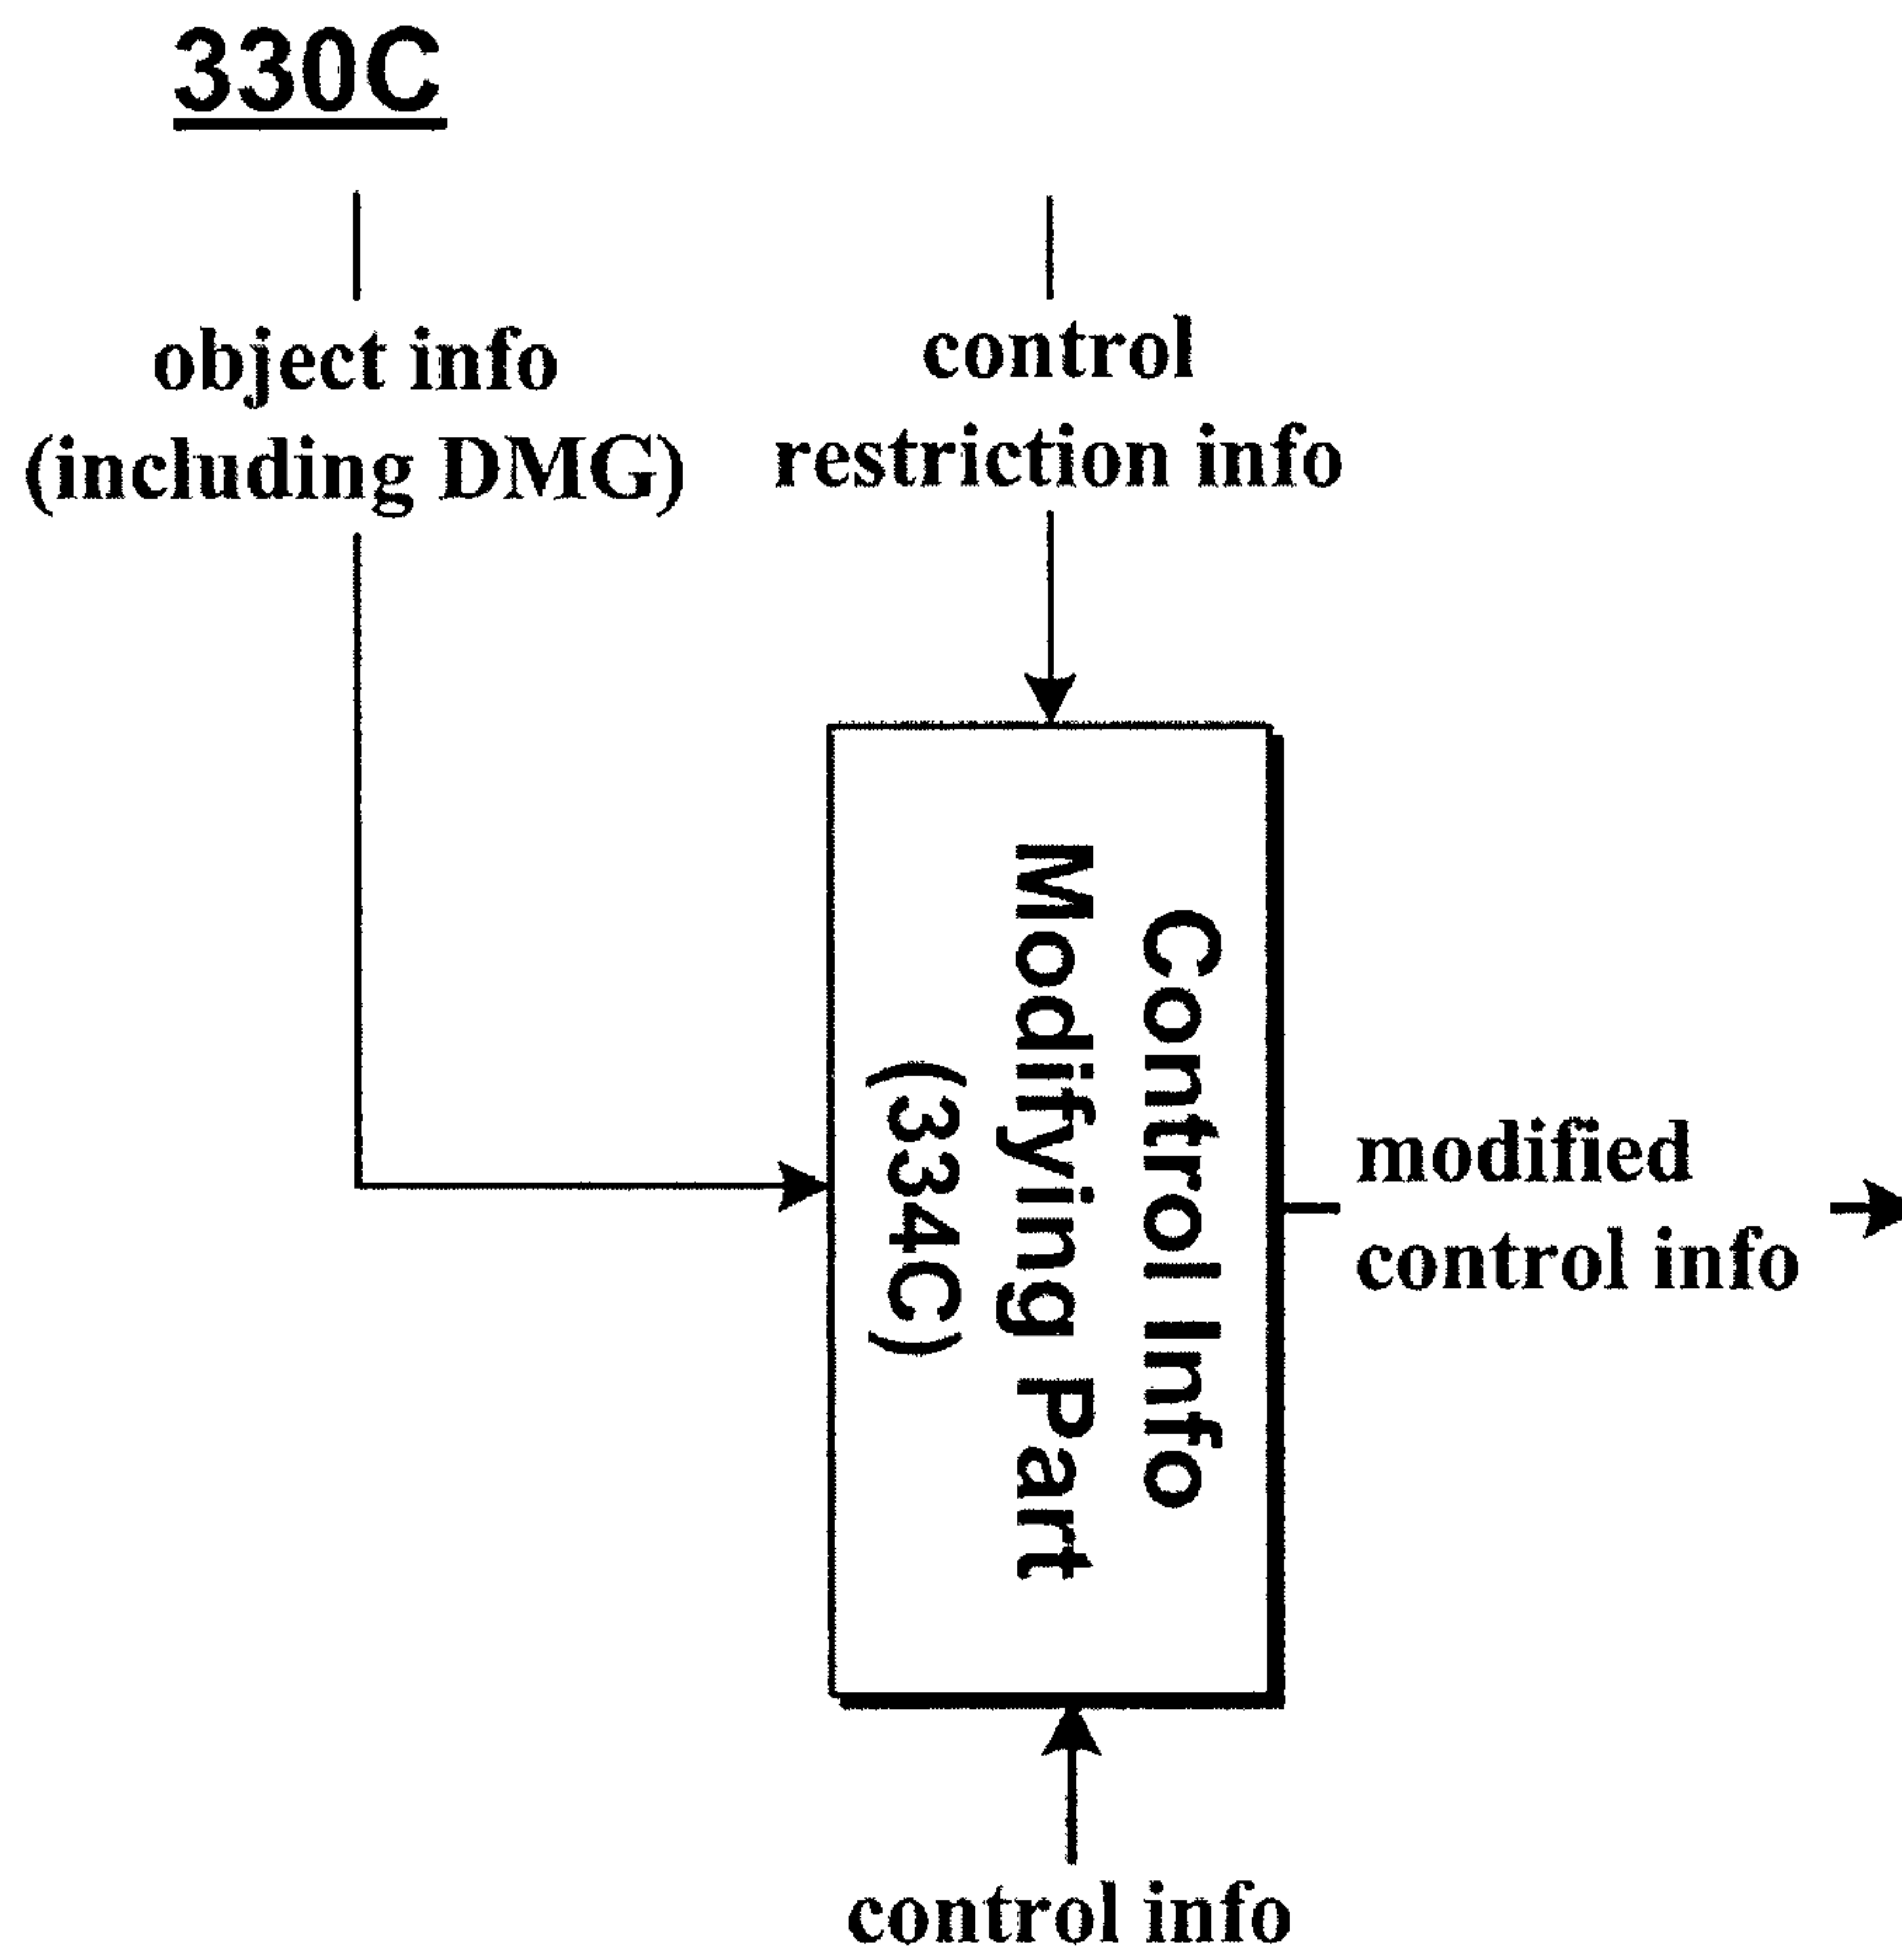 330C
object info
(including DMG)
control
restriction info
Control Info
Modifying Part
(334C)
modified
control info
control info